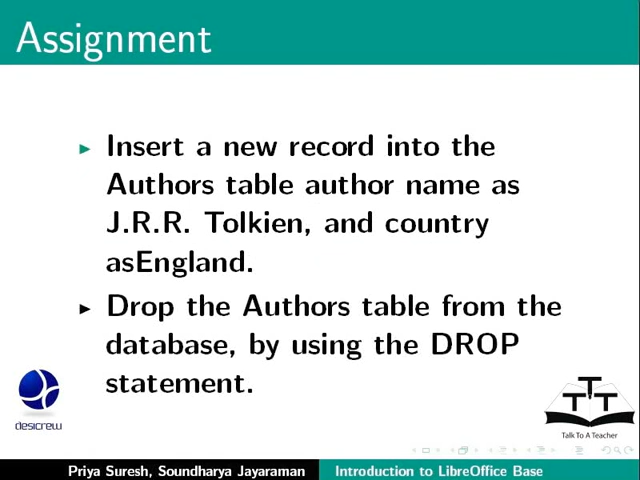 Assignment
Insert a new record into the
Authors table author name as
J.R.R. Tolkien, and country
asEngland.
Drop the Authors table from the
database, by using the DROP
statement.
desicrew
TTT
Talk To A Teacher
Priya Suresh, Soundharya Jayaraman
Introduction to LibreOffice Base